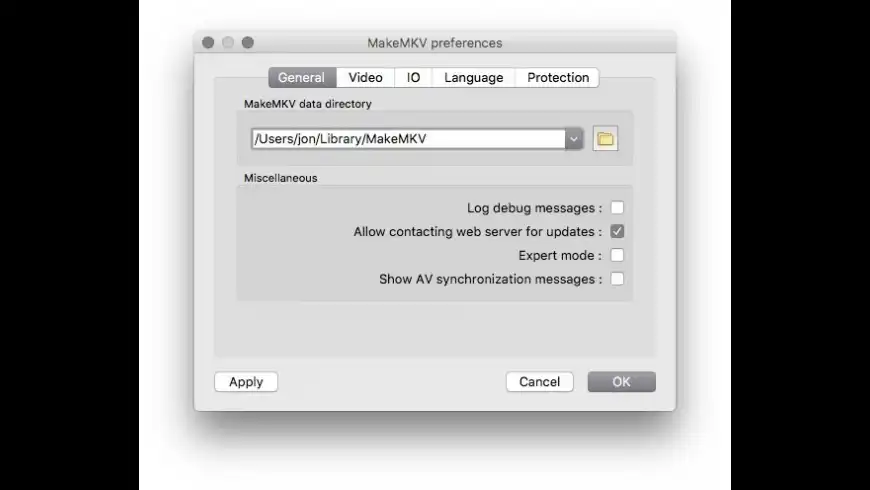 MakeMKV preferences
General Video IO Language Protection
MakeMKV data directory
/Users/jon/Library/MakeMKV
Miscellaneous
Log debug messages :
Allow contacting web server for updates :
Expert mode :
Show AV synchronization messages :
Apply Cancel OK